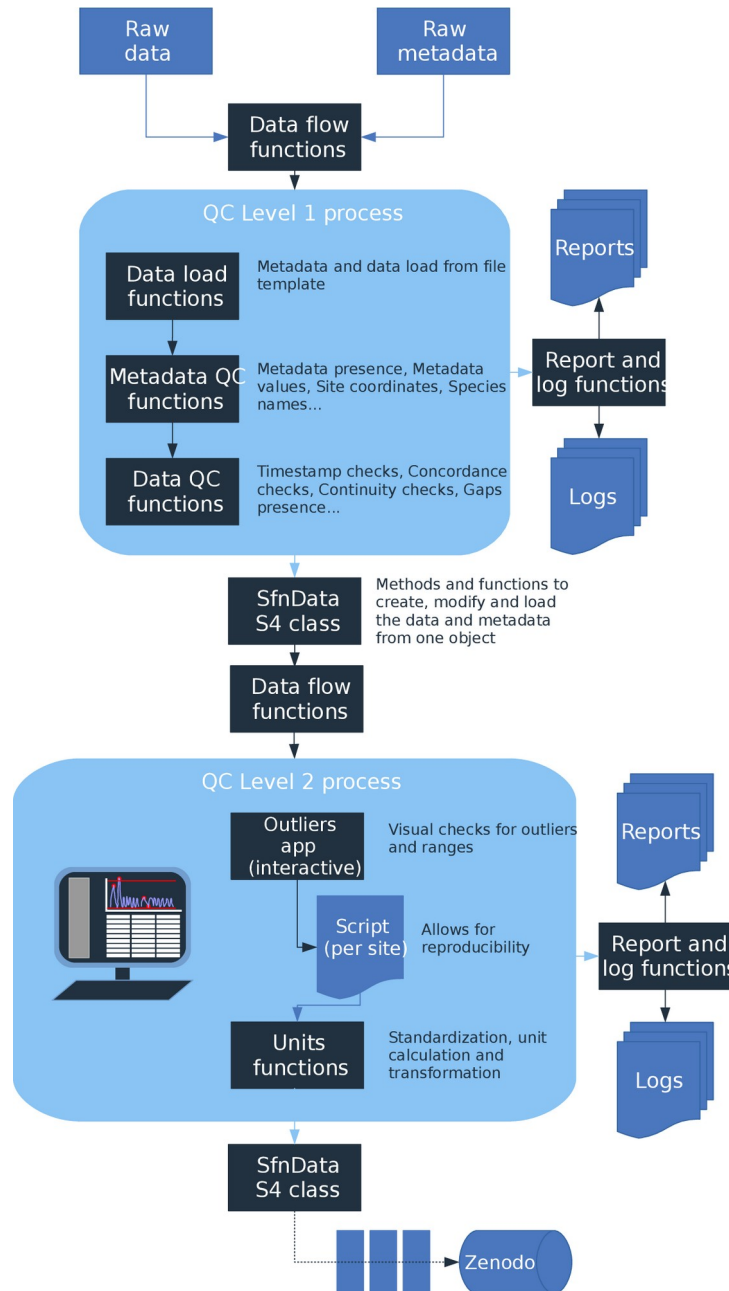 Raw
data
Raw
metadata
Data flow
functions
QC Level 1 process
Data load
functions
Metadata and data load from file
template
Metadata QC
functions
Metadata presence, Metadata
values, Site coordinates, Species
names...
Data QC
functions
Timestamp checks, Concordance
checks, Continuity checks, Gaps
presence...
Reports
Report and
log functions
Logs
SfnData
S4 class
Methods and functions to
create, modify and load
the data and metadata
from one object
Data flow
functions
QC Level 2 process
Outliers
app
(interactive)
Visual checks for outliers
and ranges
Script
(per site)
Allows for
reproducibility
Units
functions
Standardization, unit
calculation and
transformation
Reports
Report and
log functions
Logs
SfnData
S4 class
Zenodo